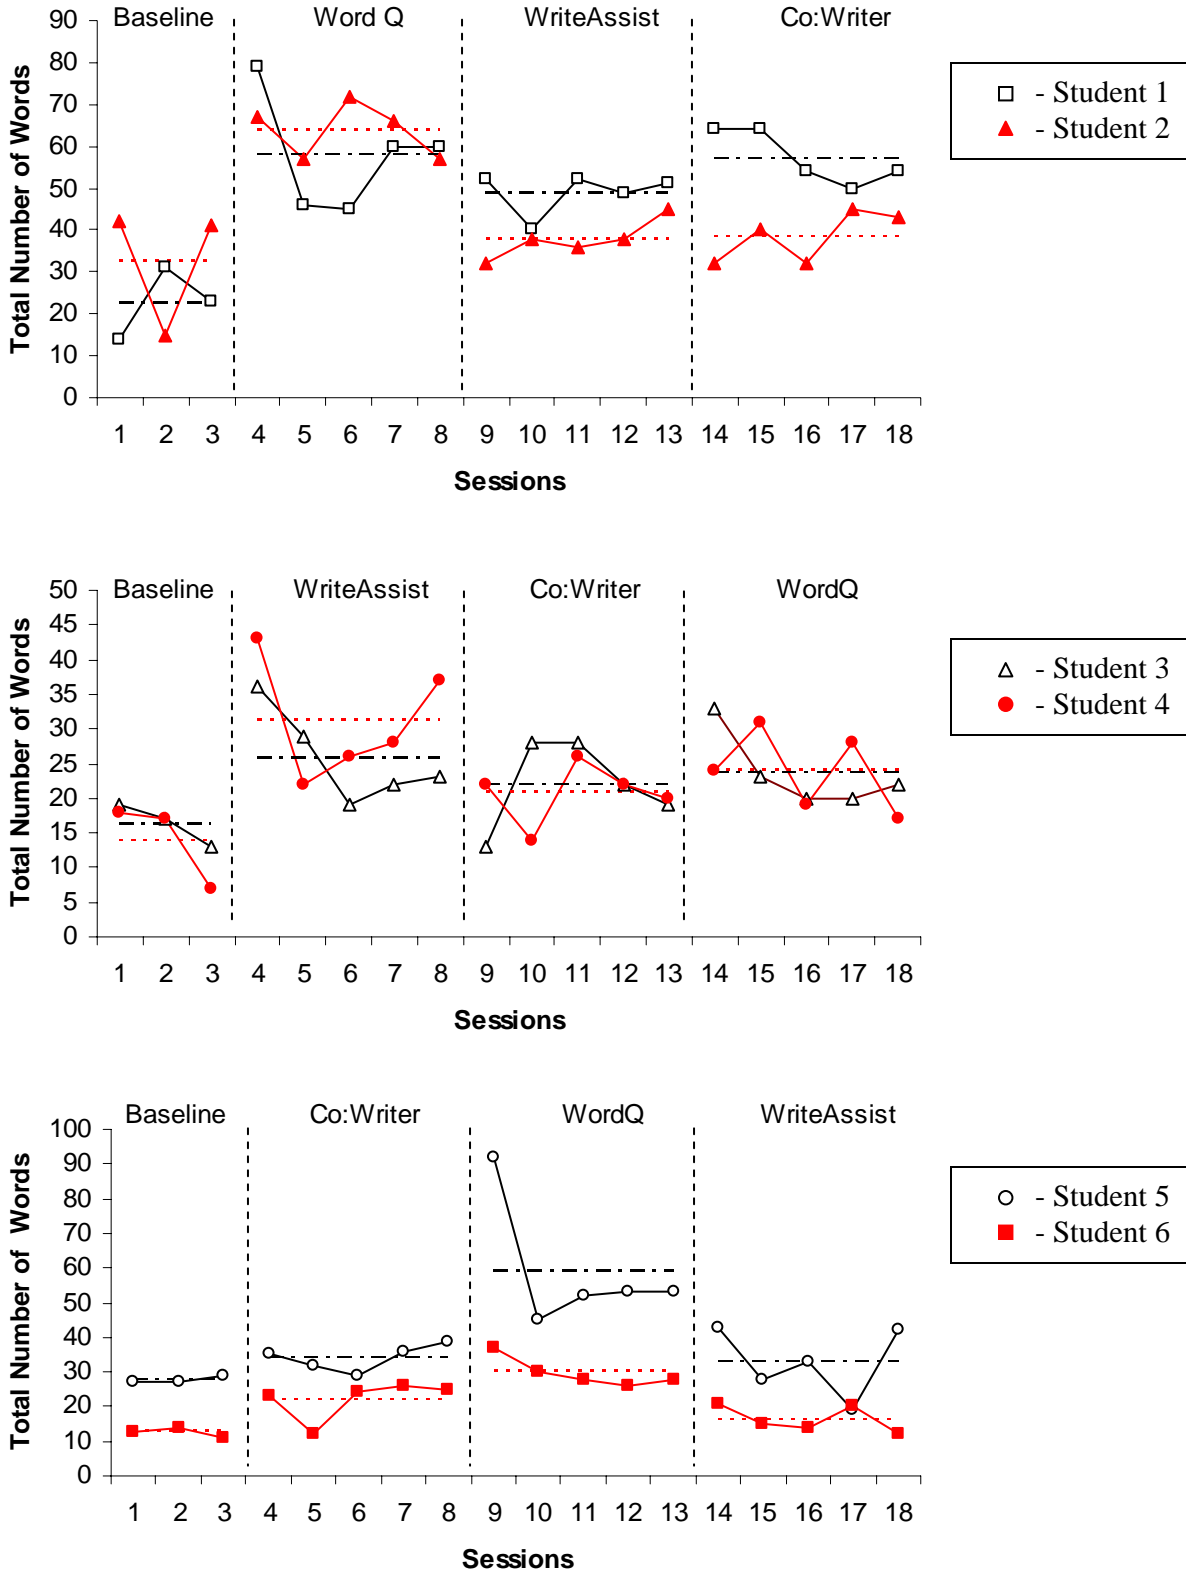 Baseline Word Q WriteAssist Co:Writer
90
80
70
60
50
40
30
20
10
0
Total Number of Words
1 2 3 4 5 6 7 8 9 10 11 12 13 14 15 16 17 18
Sessions
- Student 1
- Student 2
Baseline WriteAssist Co:Writer WordQ
50
45
40
35
30
25
20
15
10
5
0
Total Number of Words
1 2 3 4 5 6 7 8 9 10 11 12 13 14 15 16 17 18
Sessions
- Student 3
- Student 4
Baseline Co:Writer WordQ WriteAssist
100
90
80
70
60
50
40
30
20
10
0
Total Number of Words
1 2 3 4 5 6 7 8 9 10 11 12 13 14 15 16 17 18
Sessions
- Student 5
- Student 6